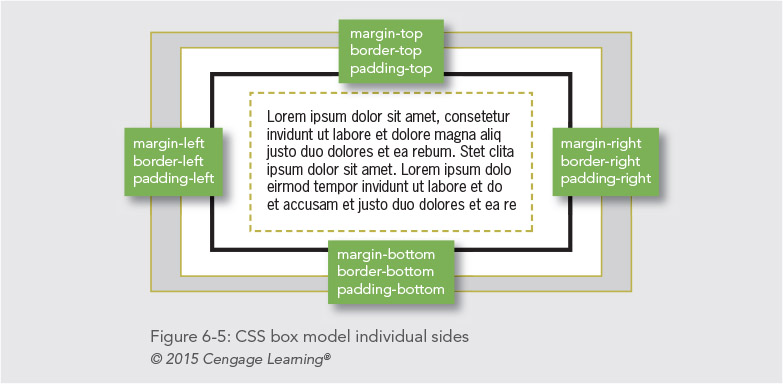 margin-top
border-top
padding-top
margin-left
border-left
padding-left
Lorem ipsum dolor sit amet, consetetur
invidunt ut labore et dolore magna aliq
justo duo dolores et ea rebum. Stet clita
ipsum dolor sit amet. Lorem ipsum dolo
eirmod tempor invidunt ut labore et do
et accusam et justo duo dolores et ea re
margin-right
border-right
padding-right
margin-bottom
border-bottom
padding-bottom
Figure 6-5: CSS box model individual sides
© 2015 Cengage Learning®